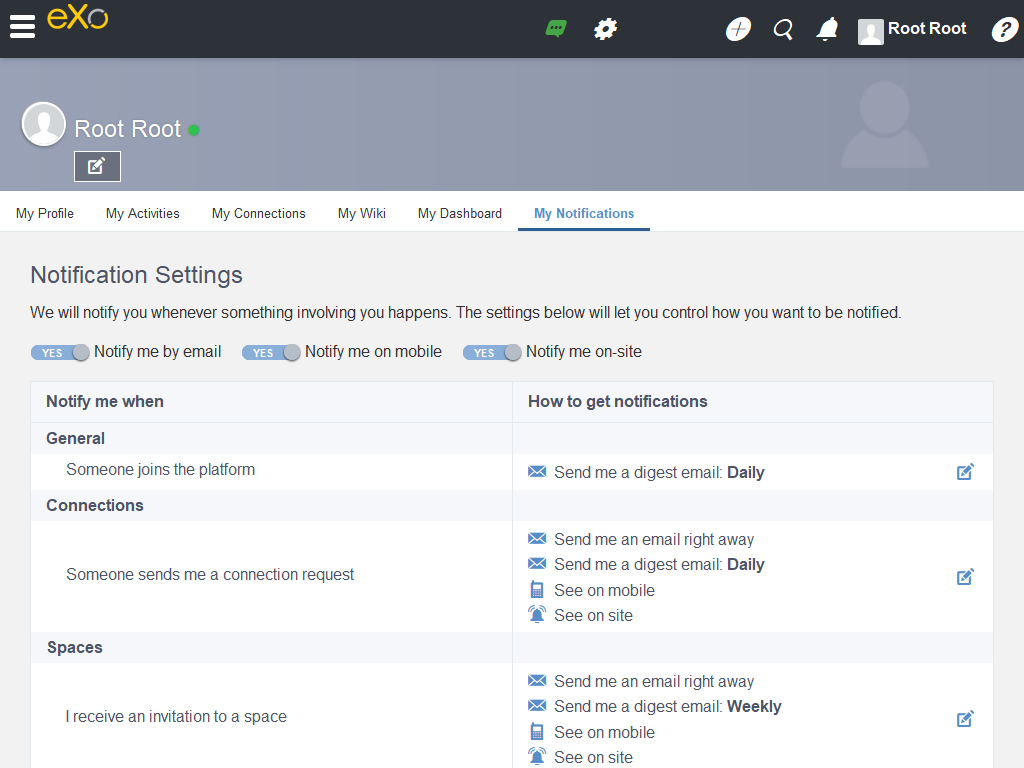 eXo
Root Root
?
Root Root
My Profile My Activities My Connections My Wiki My Dashboard My Notifications
Notification Settings
We will notify you whenever something involving you happens. The settings below will let you control how you want to be notified.
YES Notify me by email YES Notify me on mobile YES Notify me on-site
Notify me when How to get notifications
General
Someone joins the platform Send me a digest email: Daily
Connections
Someone sends me a connection request
Send me an email right away
Send me a digest email: Daily
See on mobile
See on site
Spaces
I receive an invitation to a space
Send me an email right away
Send me a digest email: Weekly
See on mobile
See on site